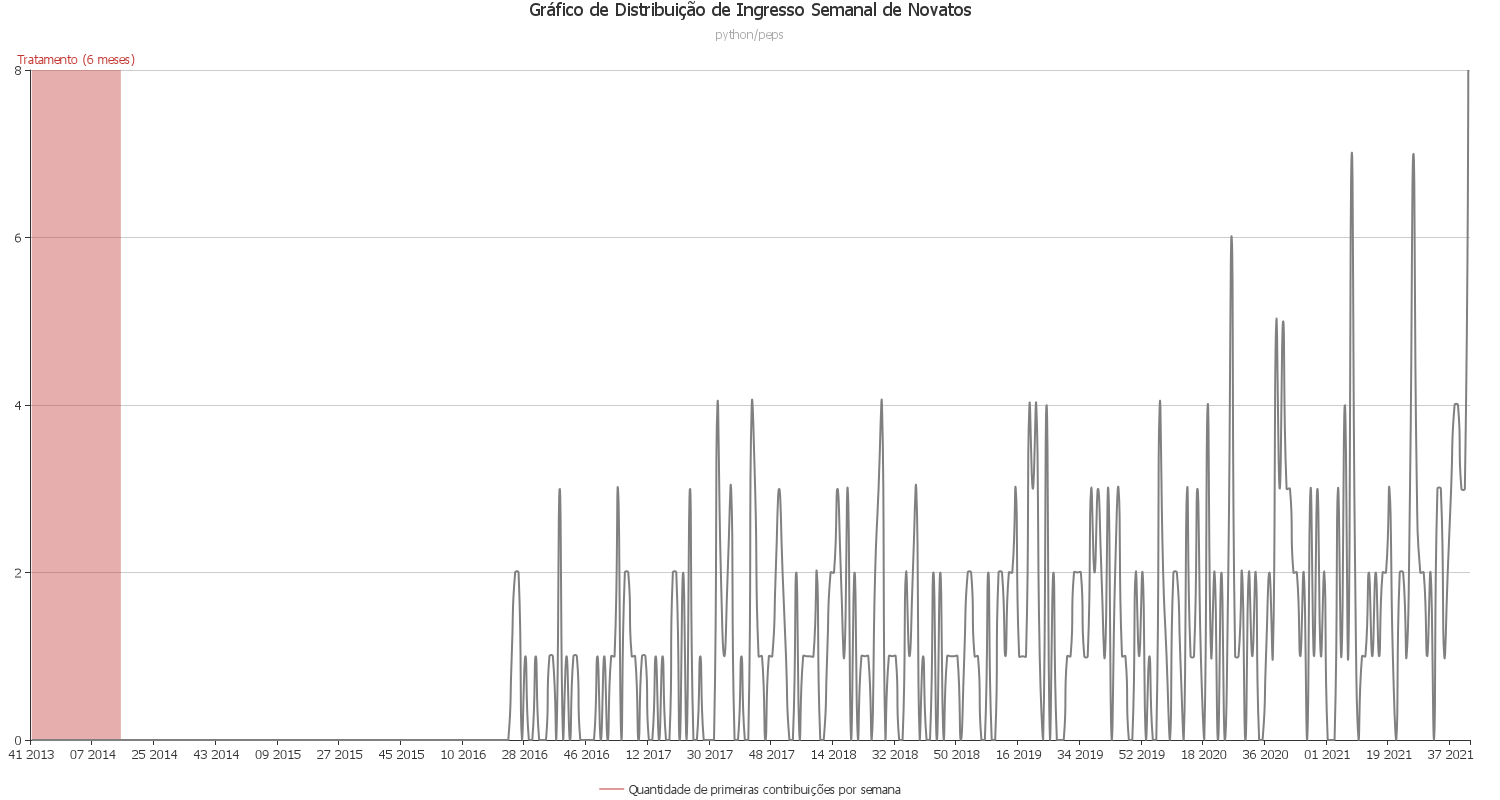 Gráfico de Distribuição de Ingresso Semanal de Novatos
python/peps
Tratamento (6 meses)
8
6
4
2
0
41 2013 07 2014 25 2014 43 2014 09 2015 27 2015 45 2015 10 2016 28 2016 46 2016 12 2017 30 2017 48 2017 14 2018 32 2018 50 2018 16 2019 34 2019 52 2019 18 2020 36 2020 01 2021 19 2021 37 2021
Quantidade de primeiras contribuições por semana